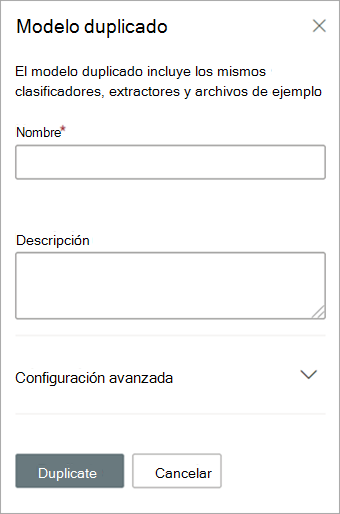 Modelo duplicado
El modelo duplicado incluye los mismos
clasificadores, extractores y archivos de ejemplo
Nombre*
Descripción
Configuración avanzada
Duplicate
Cancelar